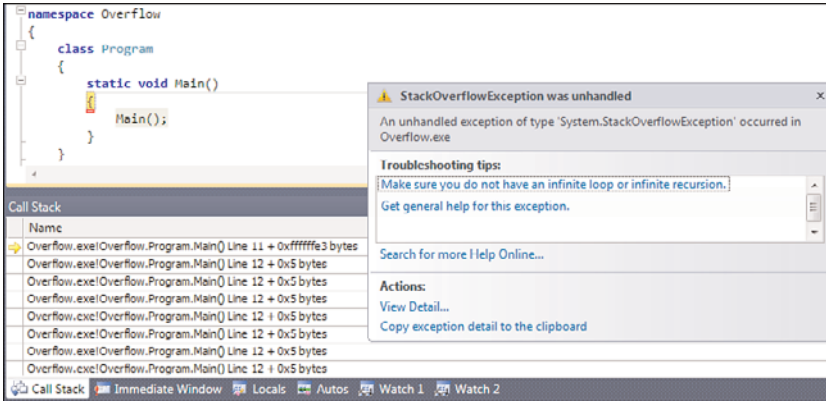 namespace Overflow
{
class Program
{
static void Main()
{
Main();
}
}
StackOverflowException was unhandled
An unhandled exception of type 'System.StackOverflowException' occurred in
Overflow.exe
Troubleshooting tips:
Make sure you do not have an infinite loop or infinite recursion.
Get general help for this exception.
Search for more Help Online...
Actions:
View Detail...
Copy exception detail to the clipboard
Call Stack
Name
Overflow.exe!Overflow.Program.Main() Line 11 + 0xffffffe3 bytes
Overflow.exe!Overflow.Program.Main() Line 12 + 0x5 bytes
Overflow.exe!Overflow.Program.Main() Line 12 + 0x5 bytes
Overflow.exe!Overflow.Program.Main() Line 12 + 0x5 bytes
Overflow.exe!Overflow.Program.Main() Line 12 + 0x5 bytes
Overflow.exe!Overflow.Program.Main() Line 12 + 0x5 bytes
Overflow.exe!Overflow.Program.Main() Line 12 + 0x5 bytes
Overflow.exe!Overflow.Program.Main() Line 12 + 0x5 bytes
Call Stack Immediate Window Locals Autos Watch 1 Watch 2